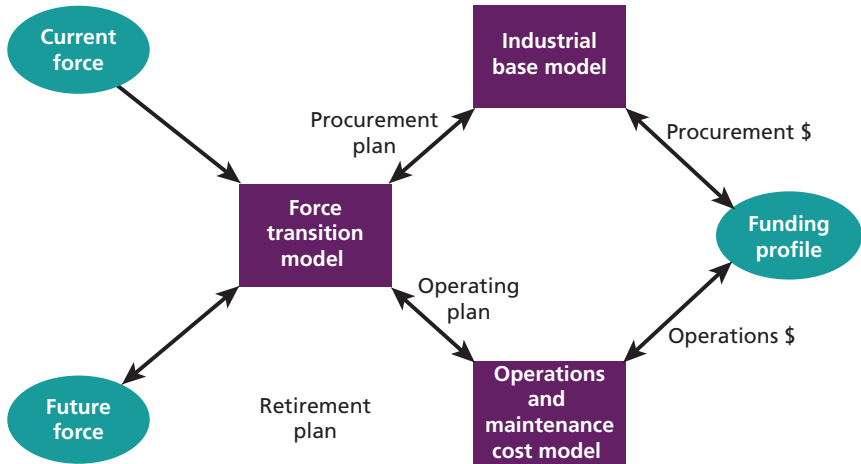 Current
force
Industrial
base model
Procurement
plan
Procurement $
Force
transition
model
Funding
profile
Operating
plan
Operations $
Future
force
Retirement
plan
Operations
and
maintenance
cost model